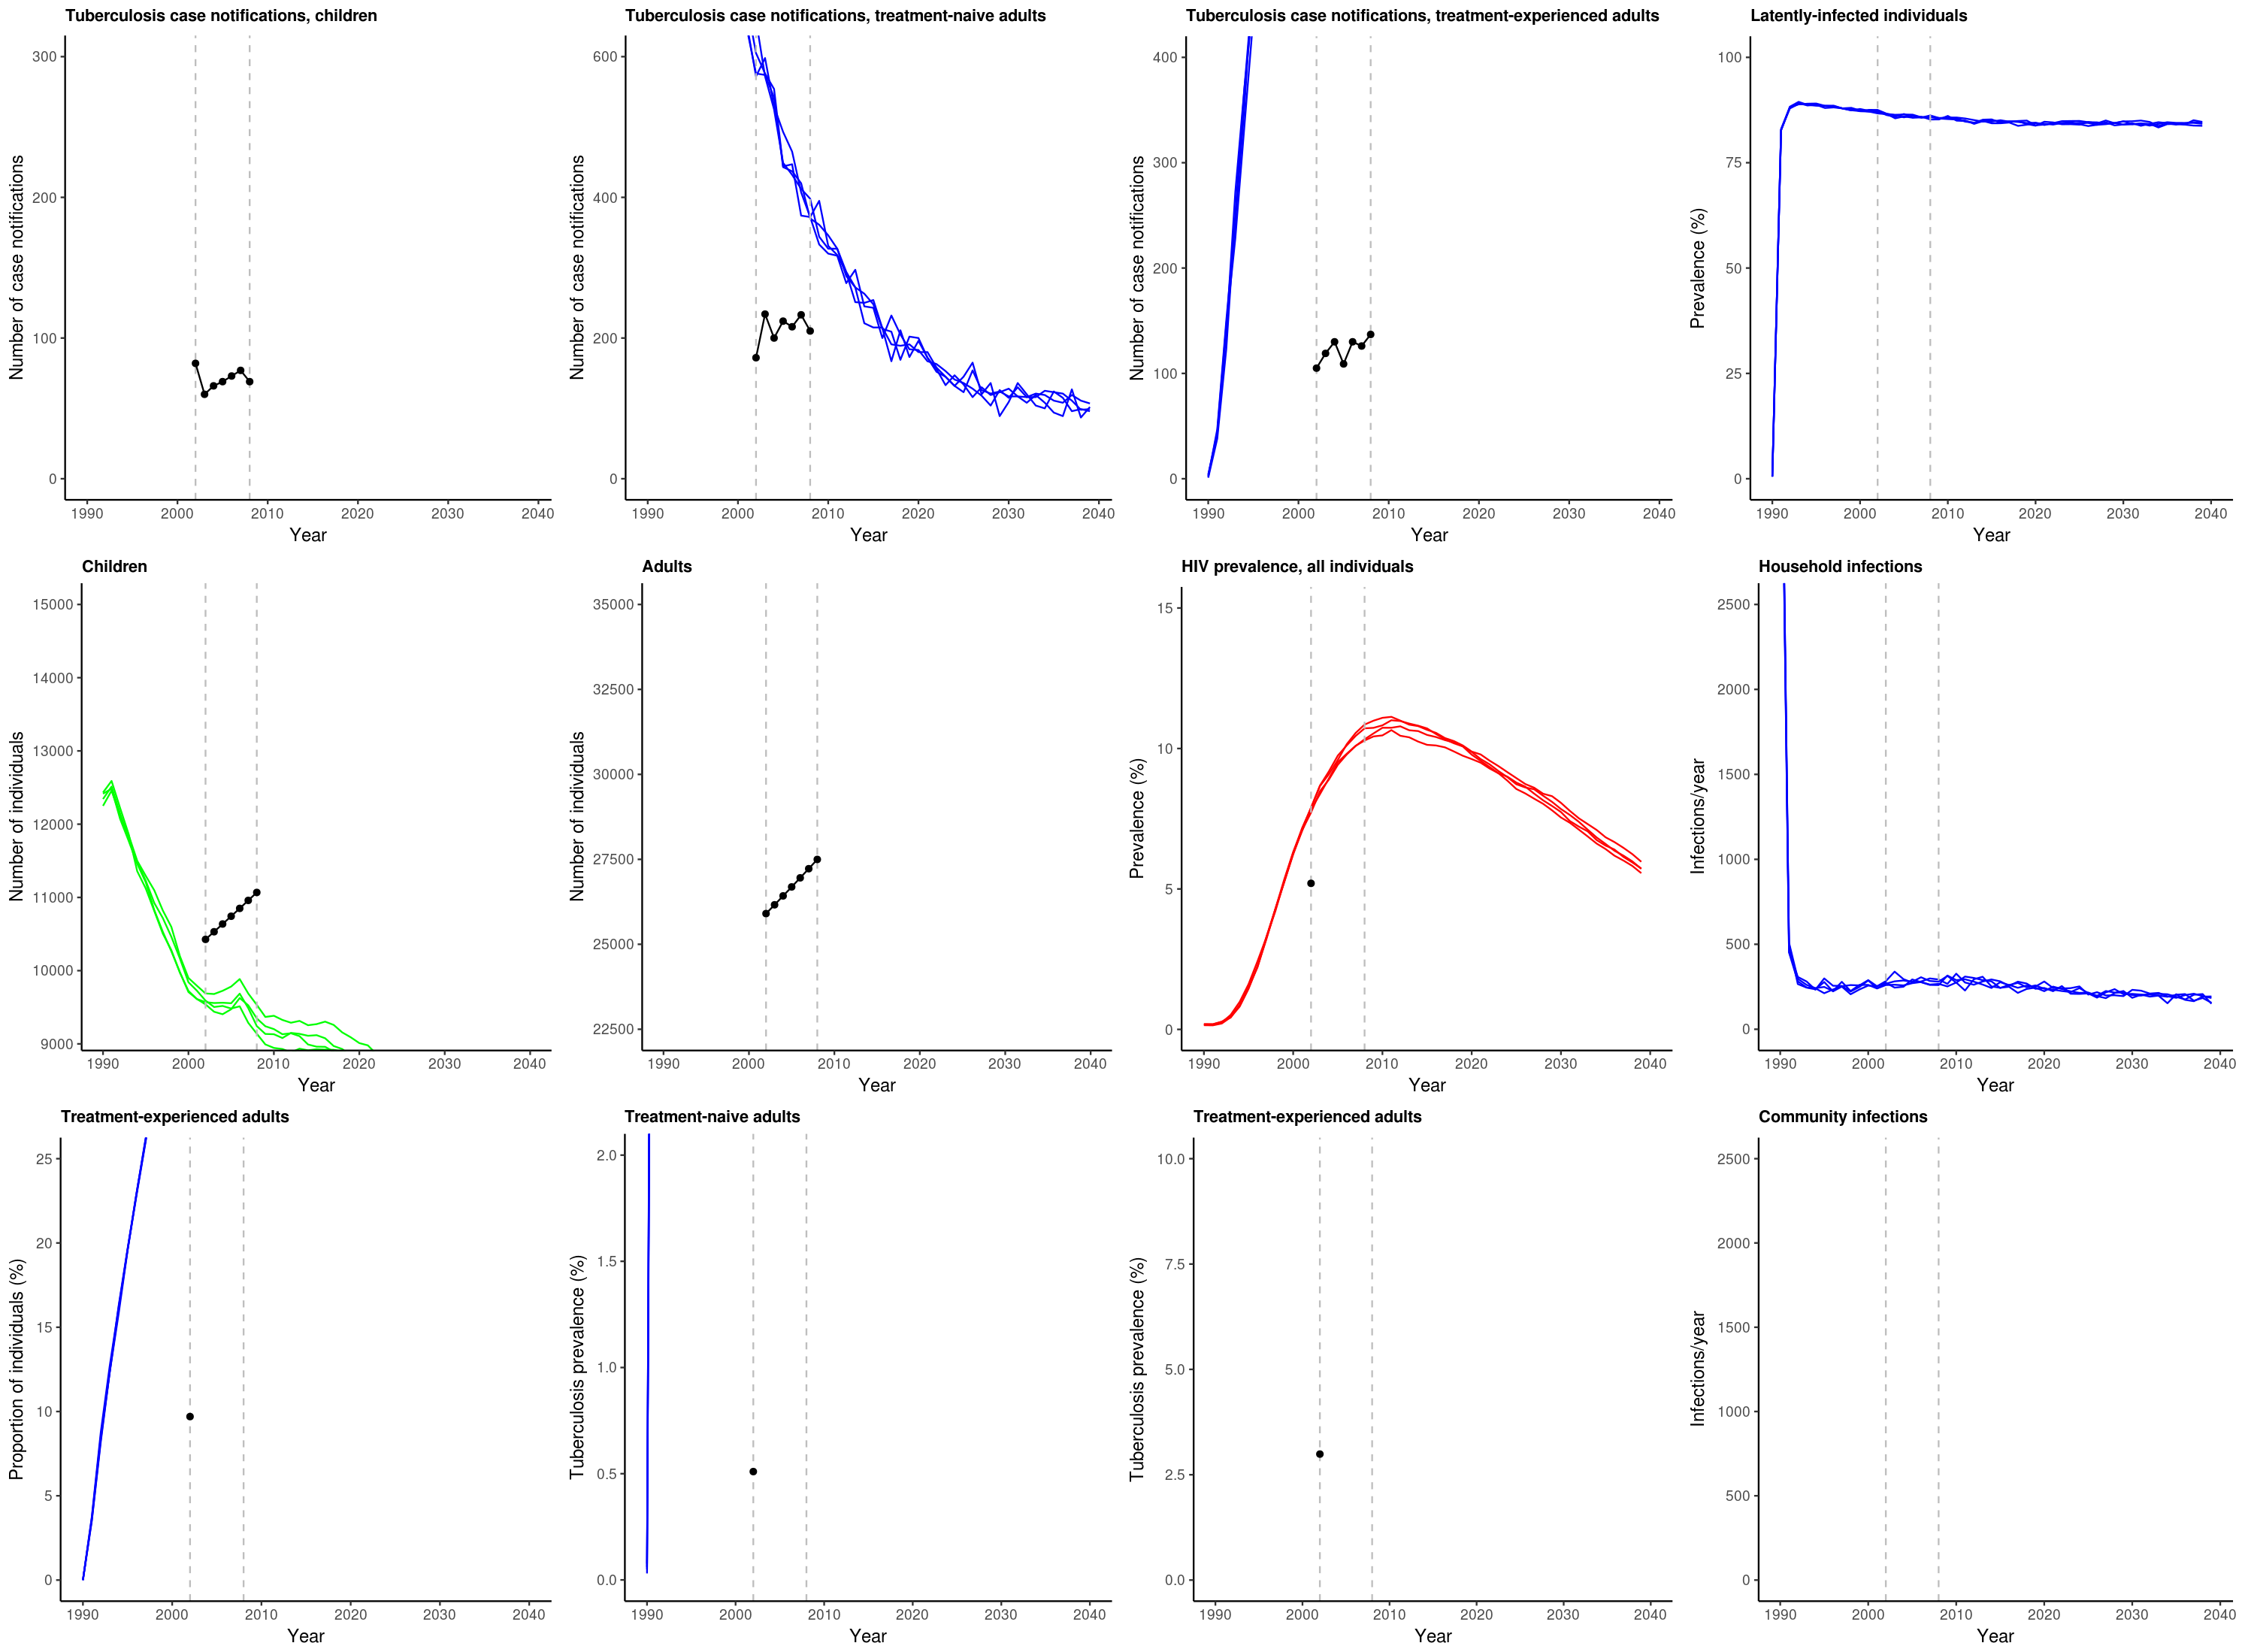 Tuberculosis case notifications, children
Number of case notifications
300
200
100
0
1990 2000 2010 2020 2030 2040
Year
Tuberculosis case notifications, treatment-naive adults
Number of case notifications
600
400
200
0
1990 2000 2010 2020 2030 2040
Year
Tuberculosis case notifications, treatment-experienced adults
Number of case notifications
400
300
200
100
0
1990 2000 2010 2020 2030 2040
Year
Latently-infected individuals
Prevalence (%)
100
75
50
25
0
1990 2000 2010 2020 2030 2040
Year
Children
Number of individuals
15000
14000
13000
12000
11000
10000
9000
1990 2000 2010 2020 2030 2040
Year
Adults
Number of individuals
35000
32500
30000
27500
25000
22500
1990 2000 2010 2020 2030 2040
Year
HIV prevalence, all individuals
Prevalence (%)
15
10
5
0
1990 2000 2010 2020 2030 2040
Year
Household infections
Infections/year
2500
2000
1500
1000
500
0
1990 2000 2010 2020 2030 2040
Year
Treatment-experienced adults
Proportion of individuals (%)
25
20
15
10
5
0
1990 2000 2010 2020 2030 2040
Year
Treatment-naive adults
Tuberculosis prevalence (%)
2.0
1.5
1.0
0.5
0.0
1990 2000 2010 2020 2030 2040
Year
Treatment-experienced adults
Tuberculosis prevalence (%)
10.0
7.5
5.0
2.5
0.0
1990 2000 2010 2020 2030 2040
Year
Community infections
Infections/year
2500
2000
1500
1000
500
0
1990 2000 2010 2020 2030 2040
Year